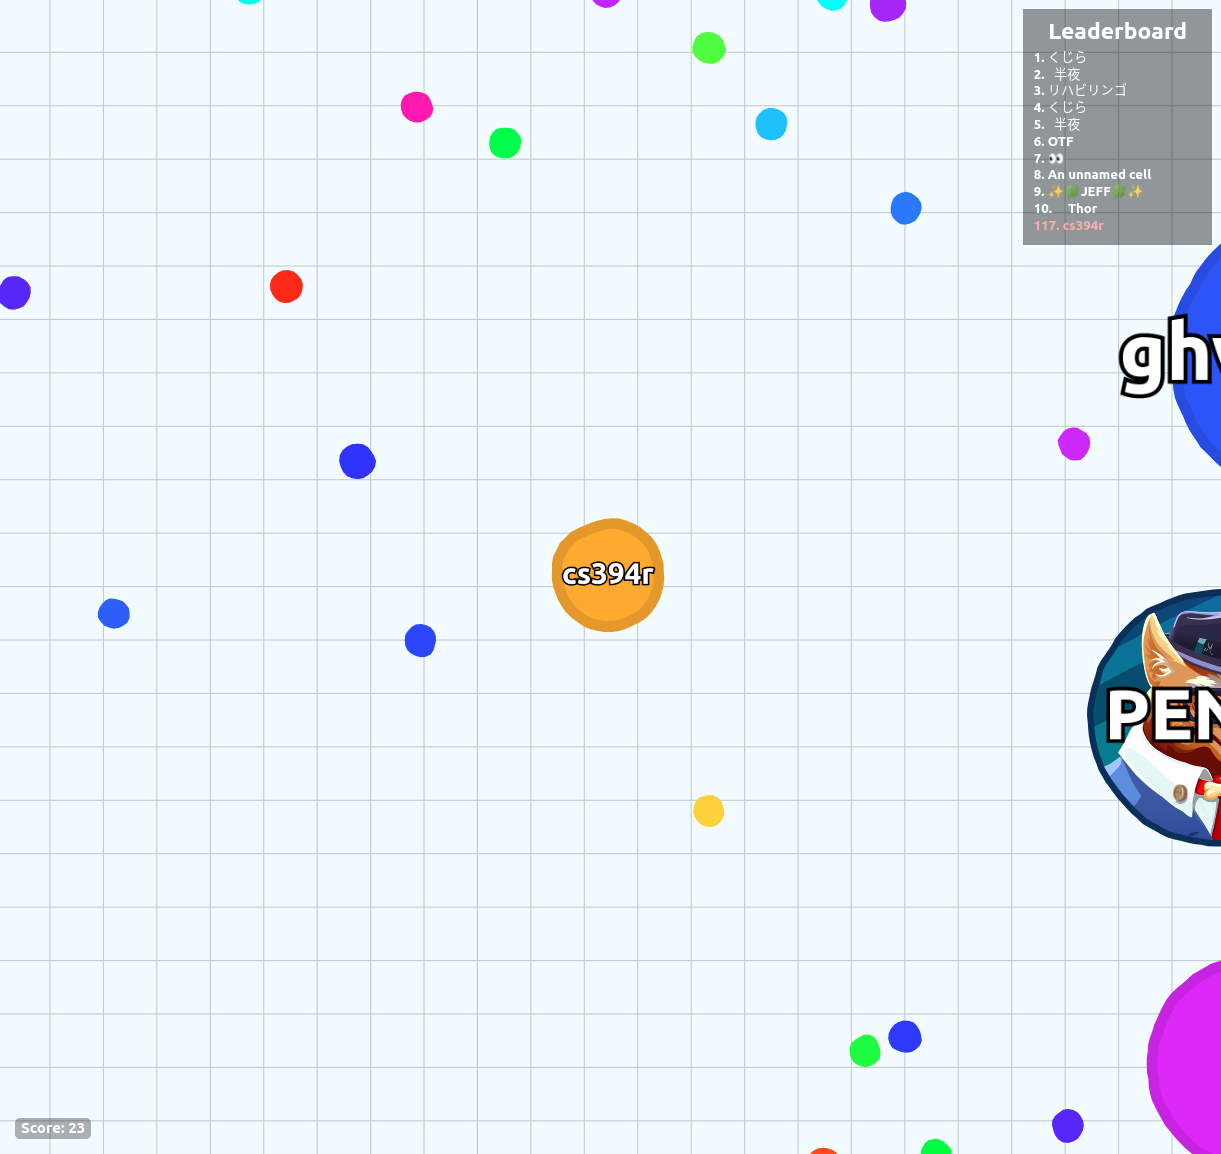 Leaderboard
1. くじら
2. 半夜
3. リハビリンゴ
4. くじら
5. 半夜
6. OTF
7. 👀
8. An unnamed cell
9. ✨🍀JEFF🍀✨
10. Thor
117. cs394r
cs394r
Score: 23